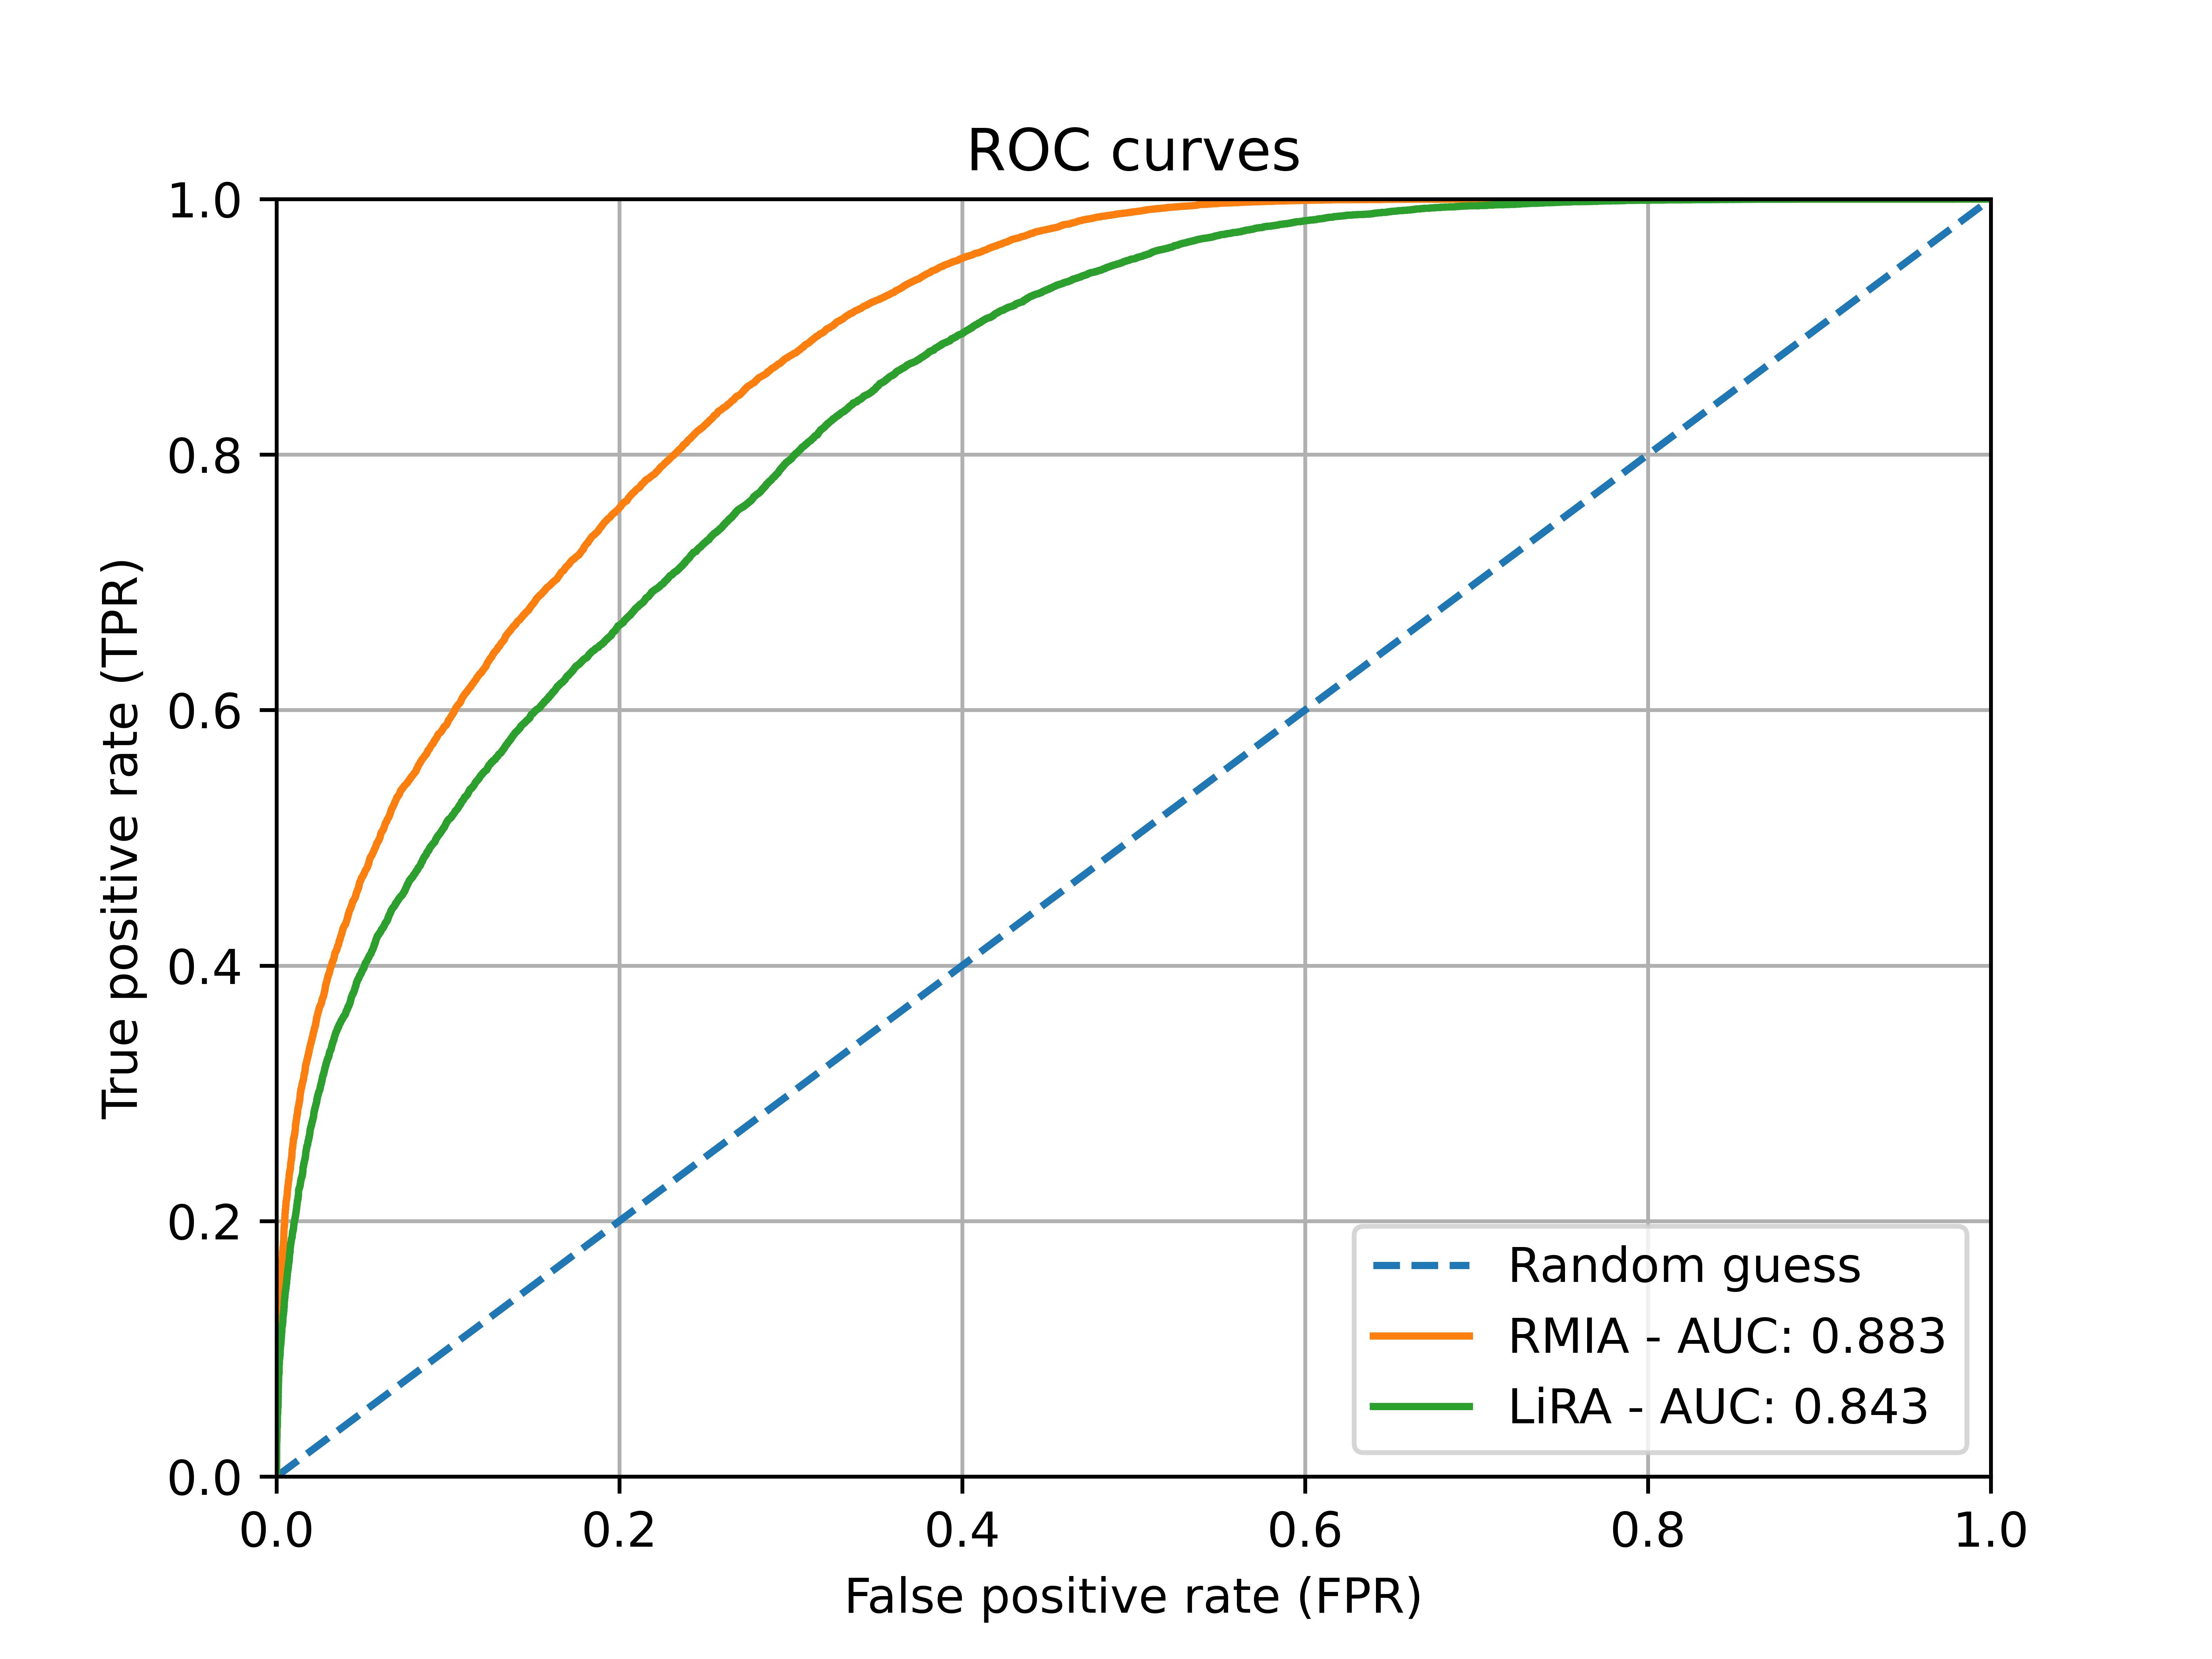 ROC curves
1.0
0.8
0.6
0.4
0.2
0.0
True positive rate (TPR)
0.0 0.2 0.4 0.6 0.8 1.0
False positive rate (FPR)
Random guess
RMIA - AUC: 0.883
LiRA - AUC: 0.843